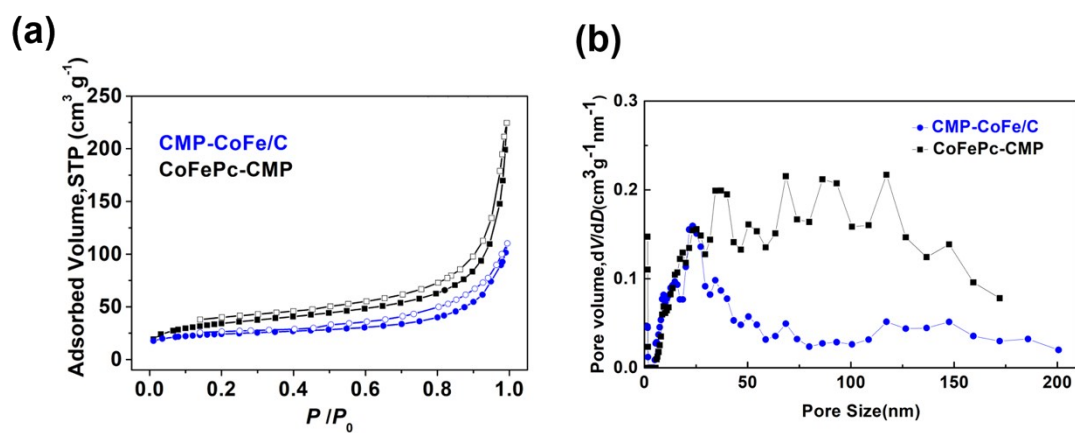 (a)
Adsorbed Volume,STP (cm³ g⁻¹)
250
200
150
100
50
0
CMP-CoFe/C
CoFePc-CMP
0.0 0.2 0.4 0.6 0.8 1.0
P /P₀
(b)
Pore volume,dV/dD(cm³g⁻¹nm⁻¹)
0.3
0.2
0.1
0.0
CMP-CoFe/C
CoFePc-CMP
0 50 100 150 200
Pore Size(nm)